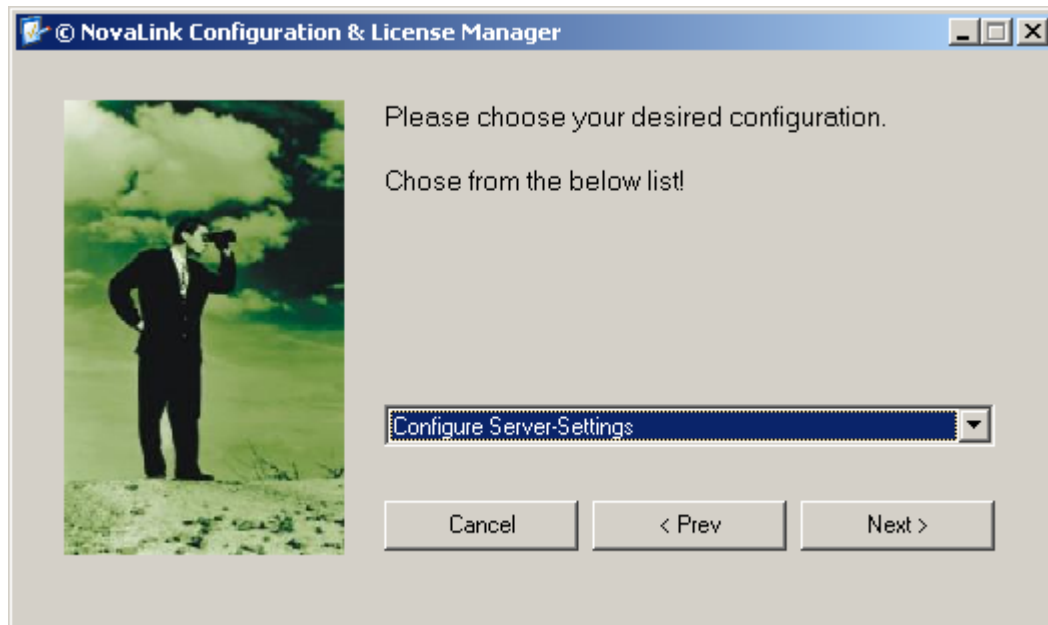 © NovaLink Configuration & License Manager
Please choose your desired configuration.
Chose from the below list!
Configure Server-Settings
Cancel
< Prev
Next >